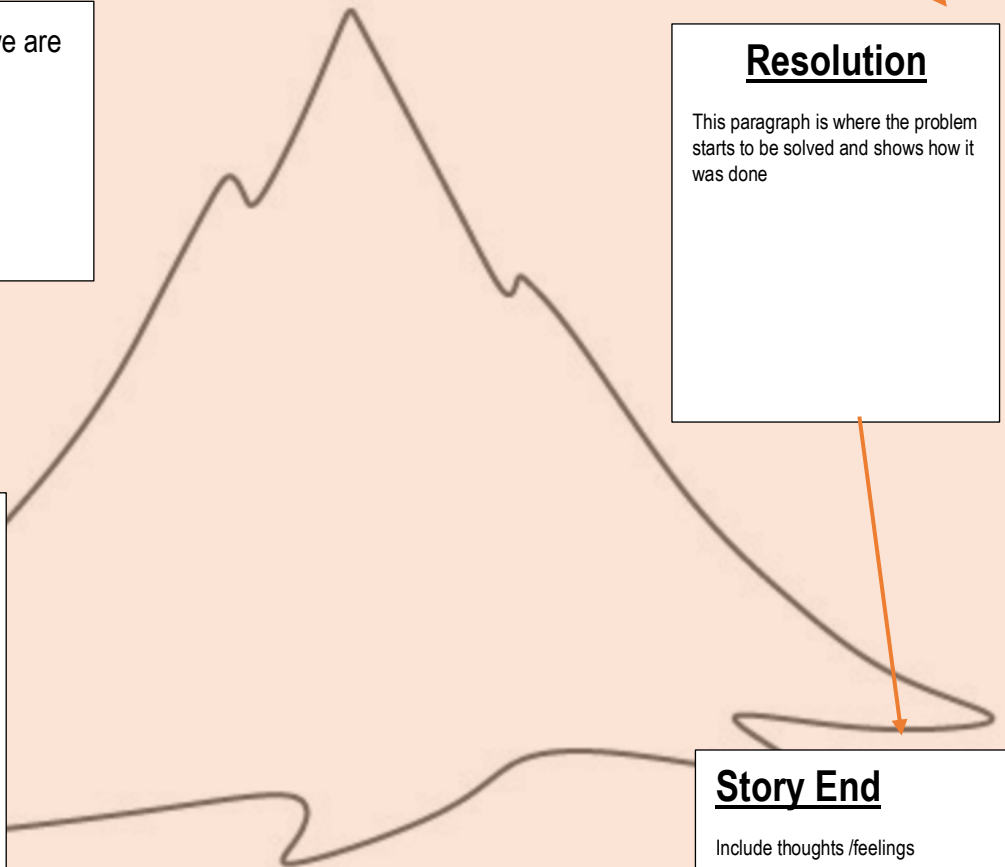 e are
Resolution
This paragraph is where the problem
starts to be solved and shows how it
was done
Story End
Include thoughts /feelings